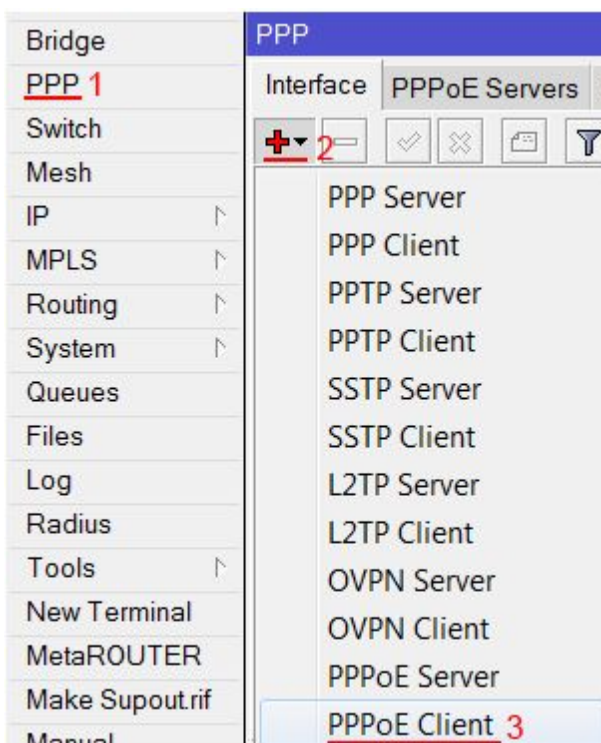 Bridge
PPP 1
Switch
Mesh
IP
MPLS
Routing
System
Queues
Files
Log
Radius
Tools
New Terminal
MetaROUTER
Make Supout.rif
Manual
PPP
Interface PPPoE Servers
2
PPP Server
PPP Client
PPTP Server
PPTP Client
SSTP Server
SSTP Client
L2TP Server
L2TP Client
OVPN Server
OVPN Client
PPPoE Server
PPPoE Client 3